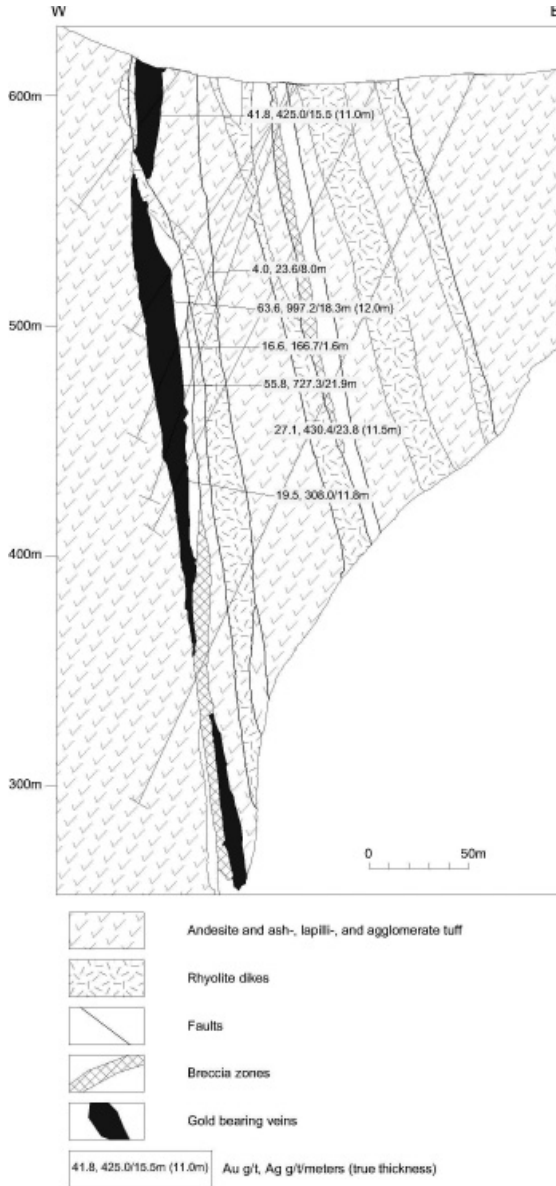 W
E
600m
41.8, 425.0/15.5 (11.0m)
4.0, 23.6/8.0m
63.6, 997.2/18.3m (12.0m)
500m
16.6, 166.7/1.6m
55.8, 727.3/21.9m
27.1, 430.4/23.8 (11.5m)
19.5, 308.0/11.8m
400m
300m
0 50m
Andesite and ash-, lapilli-, and agglomerate tuff
Rhyolite dikes
Faults
Breccia zones
Gold bearing veins
41.8, 425.0/15.5m (11.0m) Au g/t, Ag g/t/meters (true thickness)